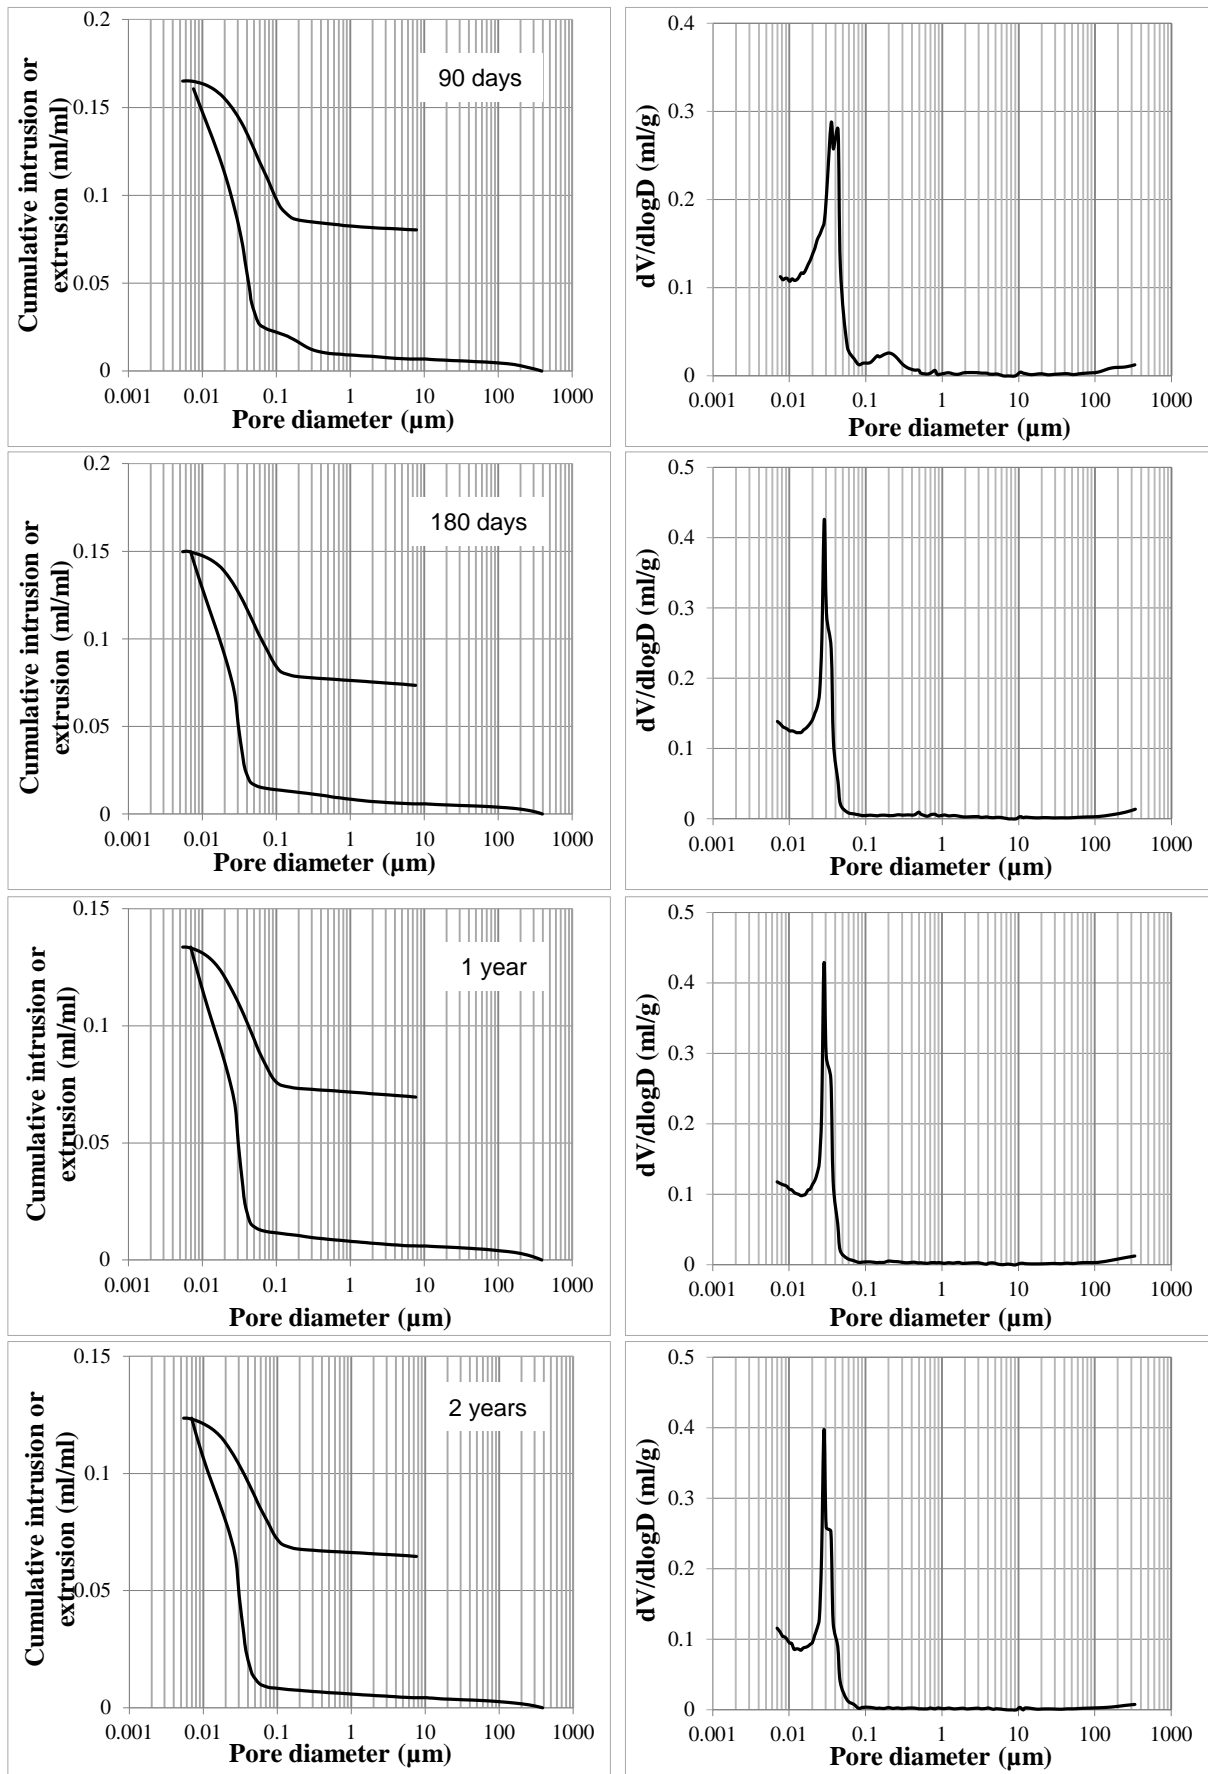 0.2
0.15
0.1
0.05
0
0.001 0.01 0.1 1 10 100 1000
Cumulative intrusion or
extrusion (ml/ml)
Pore diameter (µm)
90 days
0.4
0.3
0.2
0.1
0
0.001 0.01 0.1 1 10 100 1000
dV/dlogD (ml/g)
Pore diameter (µm)
0.2
0.15
0.1
0.05
0
0.001 0.01 0.1 1 10 100 1000
Cumulative intrusion or
extrusion (ml/ml)
Pore diameter (µm)
180 days
0.5
0.4
0.3
0.2
0.1
0
0.001 0.01 0.1 1 10 100 1000
dV/dlogD (ml/g)
Pore diameter (µm)
0.15
0.1
0.05
0
0.001 0.01 0.1 1 10 100 1000
Cumulative intrusion or
extrusion (ml/ml)
Pore diameter (µm)
1 year
0.5
0.4
0.3
0.2
0.1
0
0.001 0.01 0.1 1 10 100 1000
dV/dlogD (ml/g)
Pore diameter (µm)
0.15
0.1
0.05
0
0.001 0.01 0.1 1 10 100 1000
Cumulative intrusion or
extrusion (ml/ml)
Pore diameter (µm)
2 years
0.5
0.4
0.3
0.2
0.1
0
0.001 0.01 0.1 1 10 100 1000
dV/dlogD (ml/g)
Pore diameter (µm)